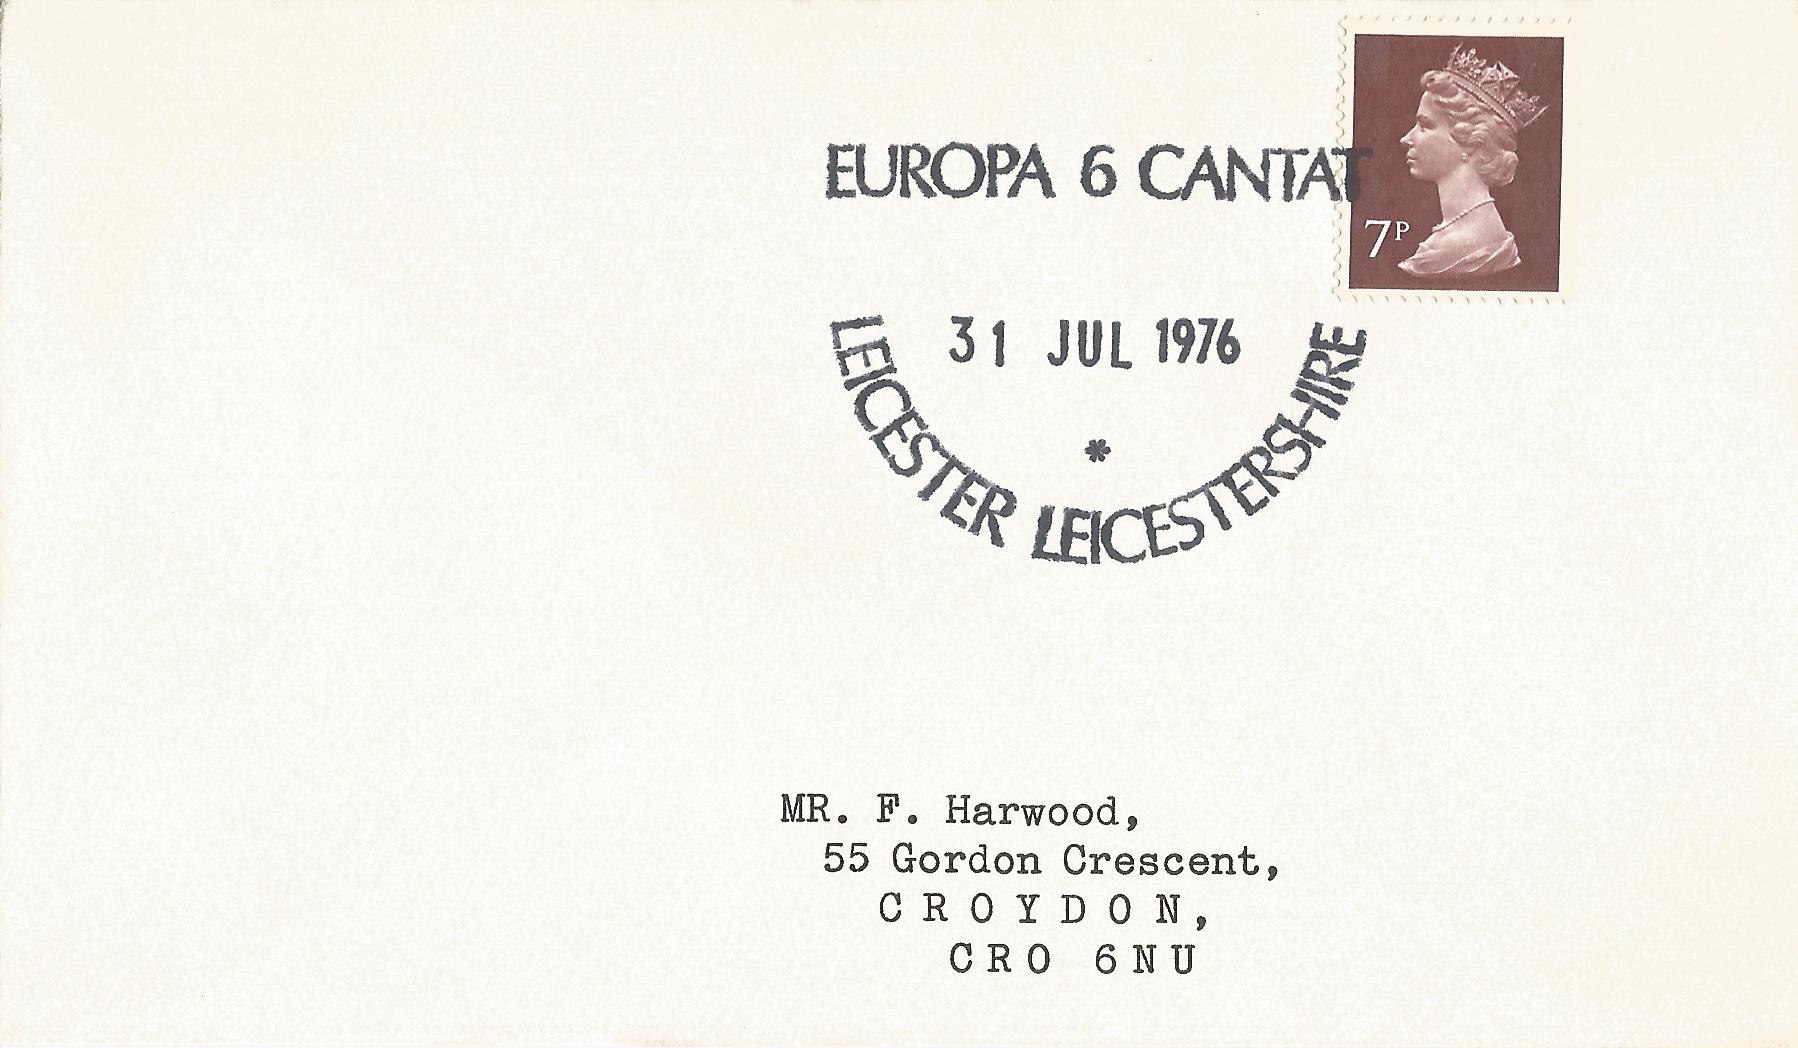 EUROPA 6 CANTAT
7P
31 JUL 1976
*
LEICESTER LEICESTERSHIRE
MR. F. Harwood,
55 Gordon Crescent,
CROYDON,
CRO 6NU